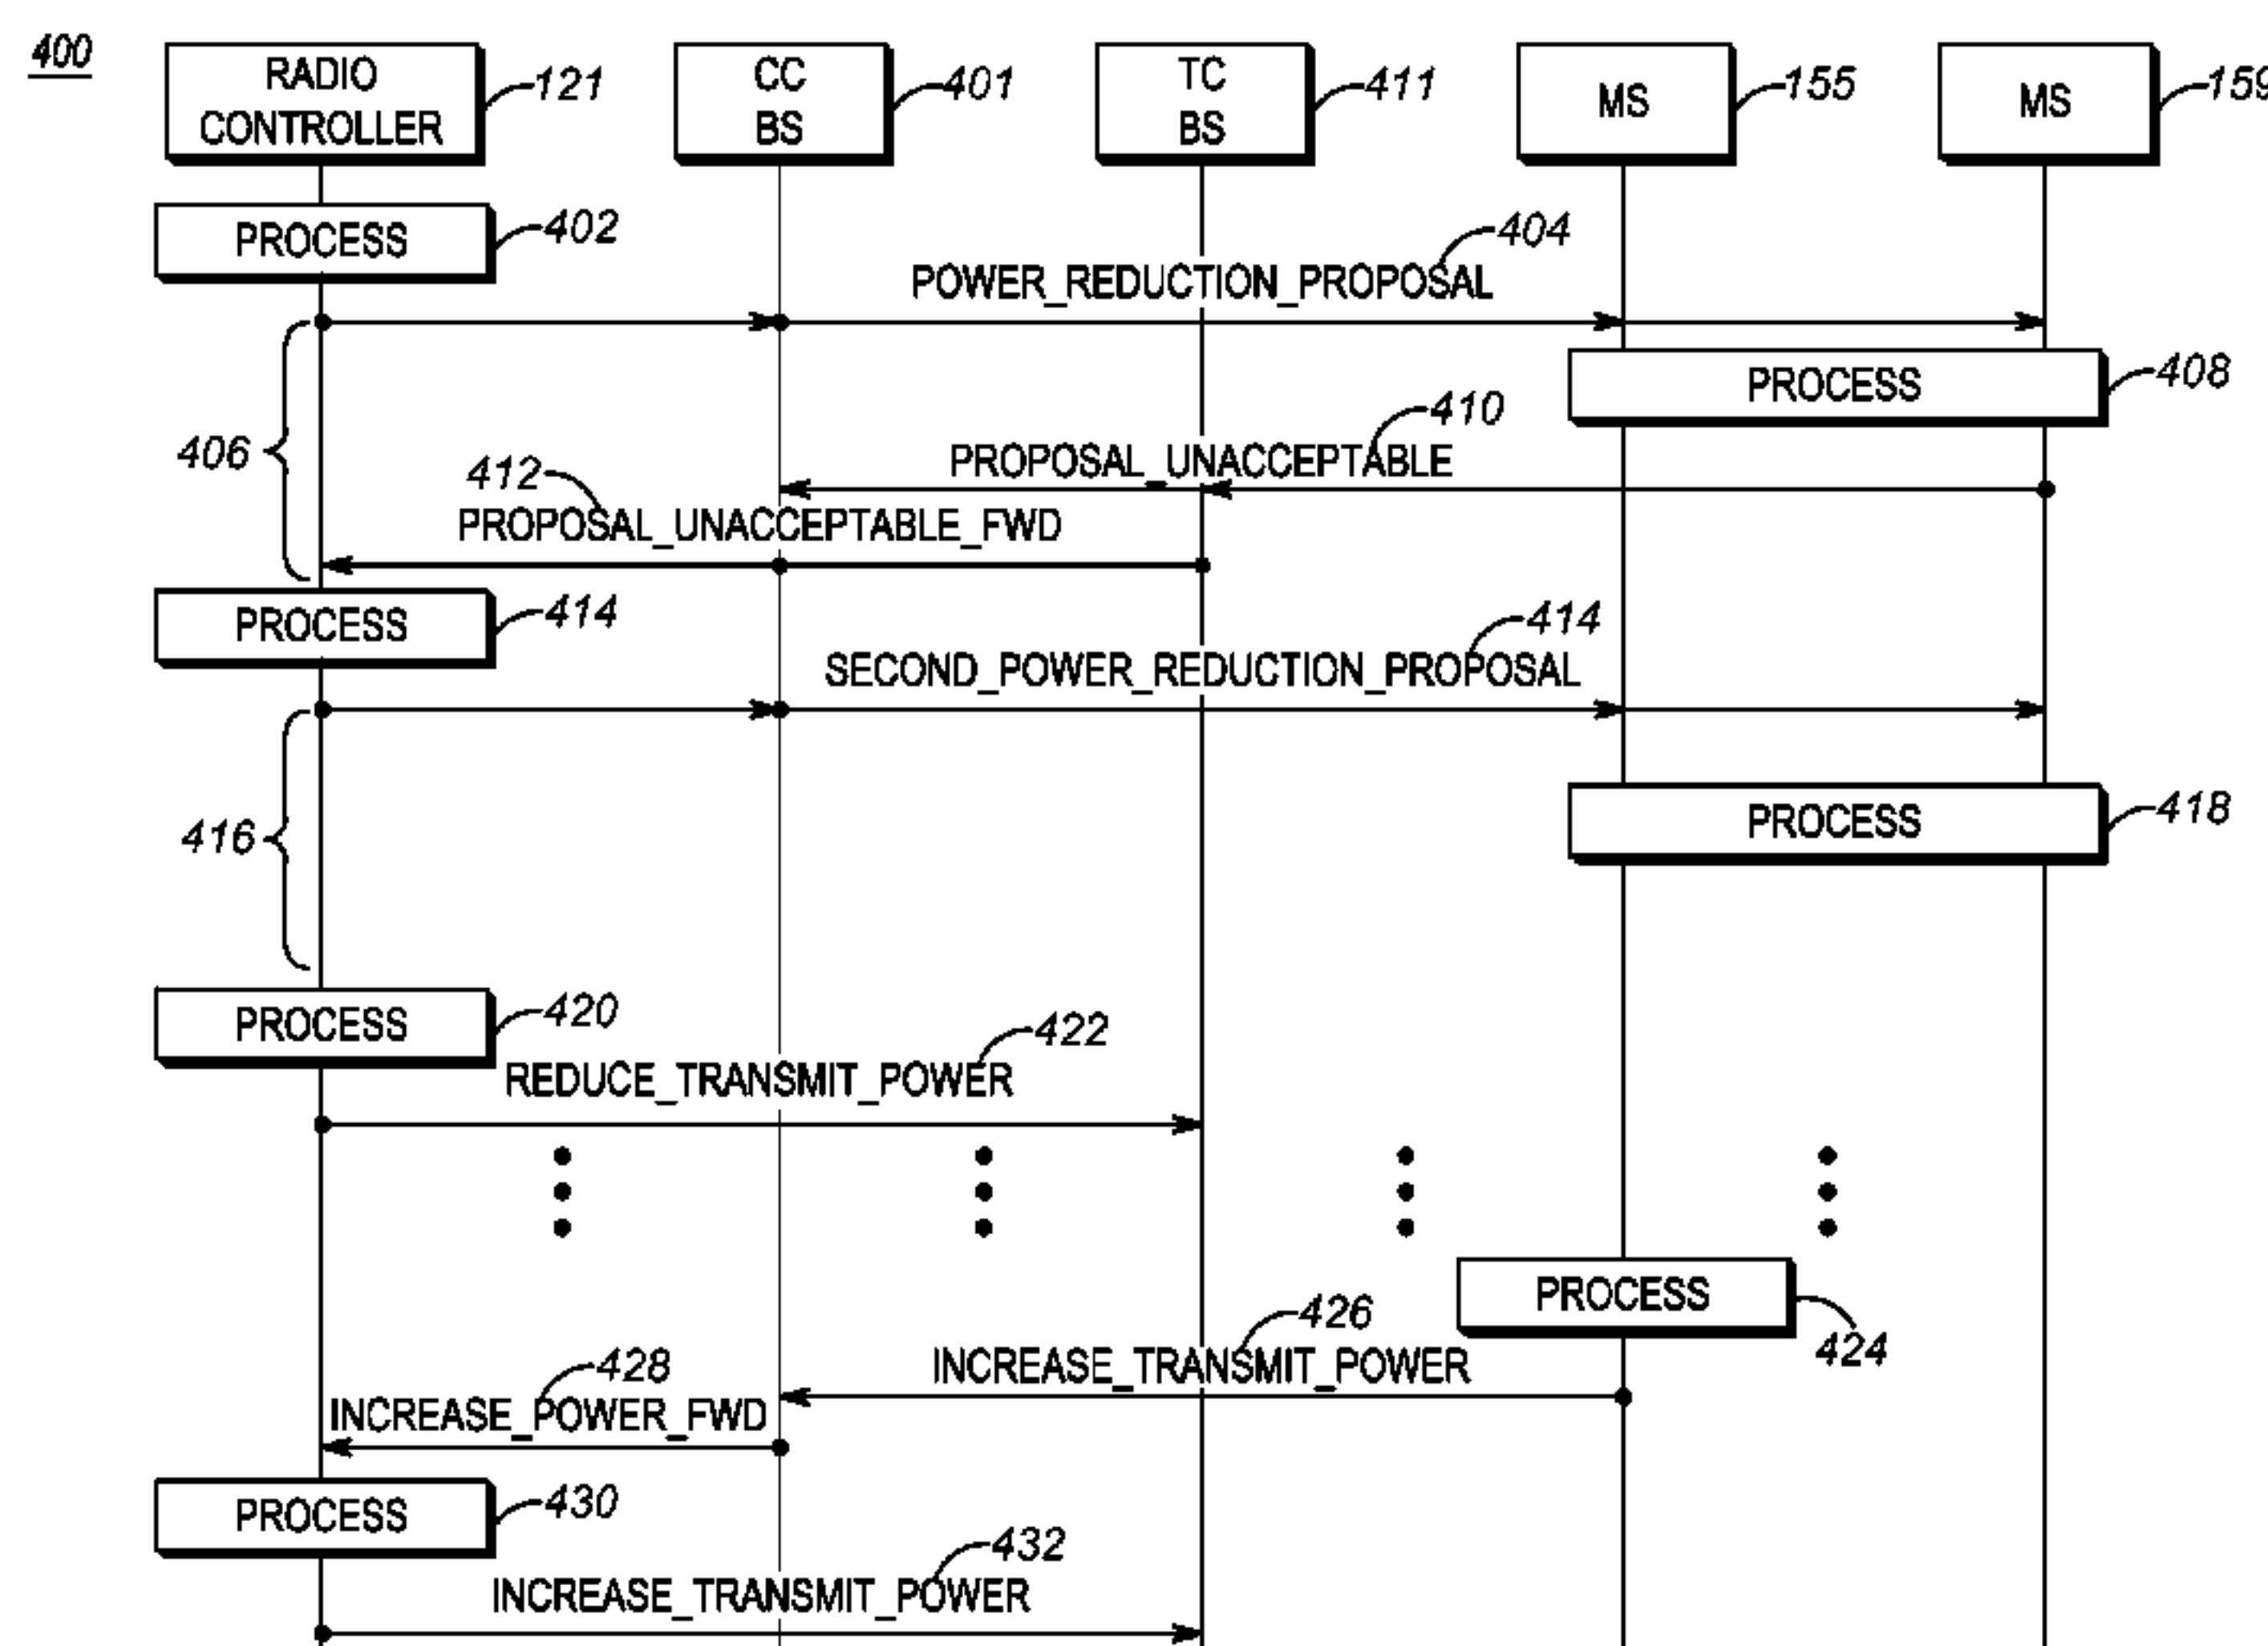 400
RADIO
CONTROLLER
121
CC
BS
401
TC
BS
411
MS
155
MS
159
PROCESS
402
404
POWER_REDUCTION_PROPOSAL
PROCESS
408
406
410
PROPOSAL_UNACCEPTABLE
412
PROPOSAL_UNACCEPTABLE_FWD
PROCESS
414
414
SECOND_POWER_REDUCTION_PROPOSAL
416
PROCESS
418
PROCESS
420
422
REDUCE_TRANSMIT_POWER
PROCESS
424
426
INCREASE_TRANSMIT_POWER
428
INCREASE_POWER_FWD
PROCESS
430
432
INCREASE_TRANSMIT_POWER